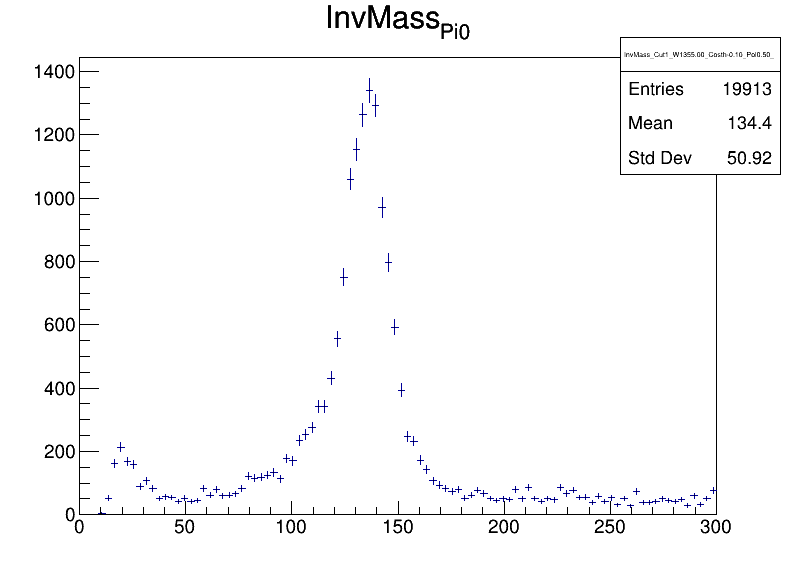 InvMass_Pi0
InvMass_Cut1_W1355.00_Costh-0.10_Pol0.50_
Entries 19913
Mean 134.4
Std Dev 50.92
1400
1200
1000
800
600
400
200
0
0 50 100 150 200 250 300